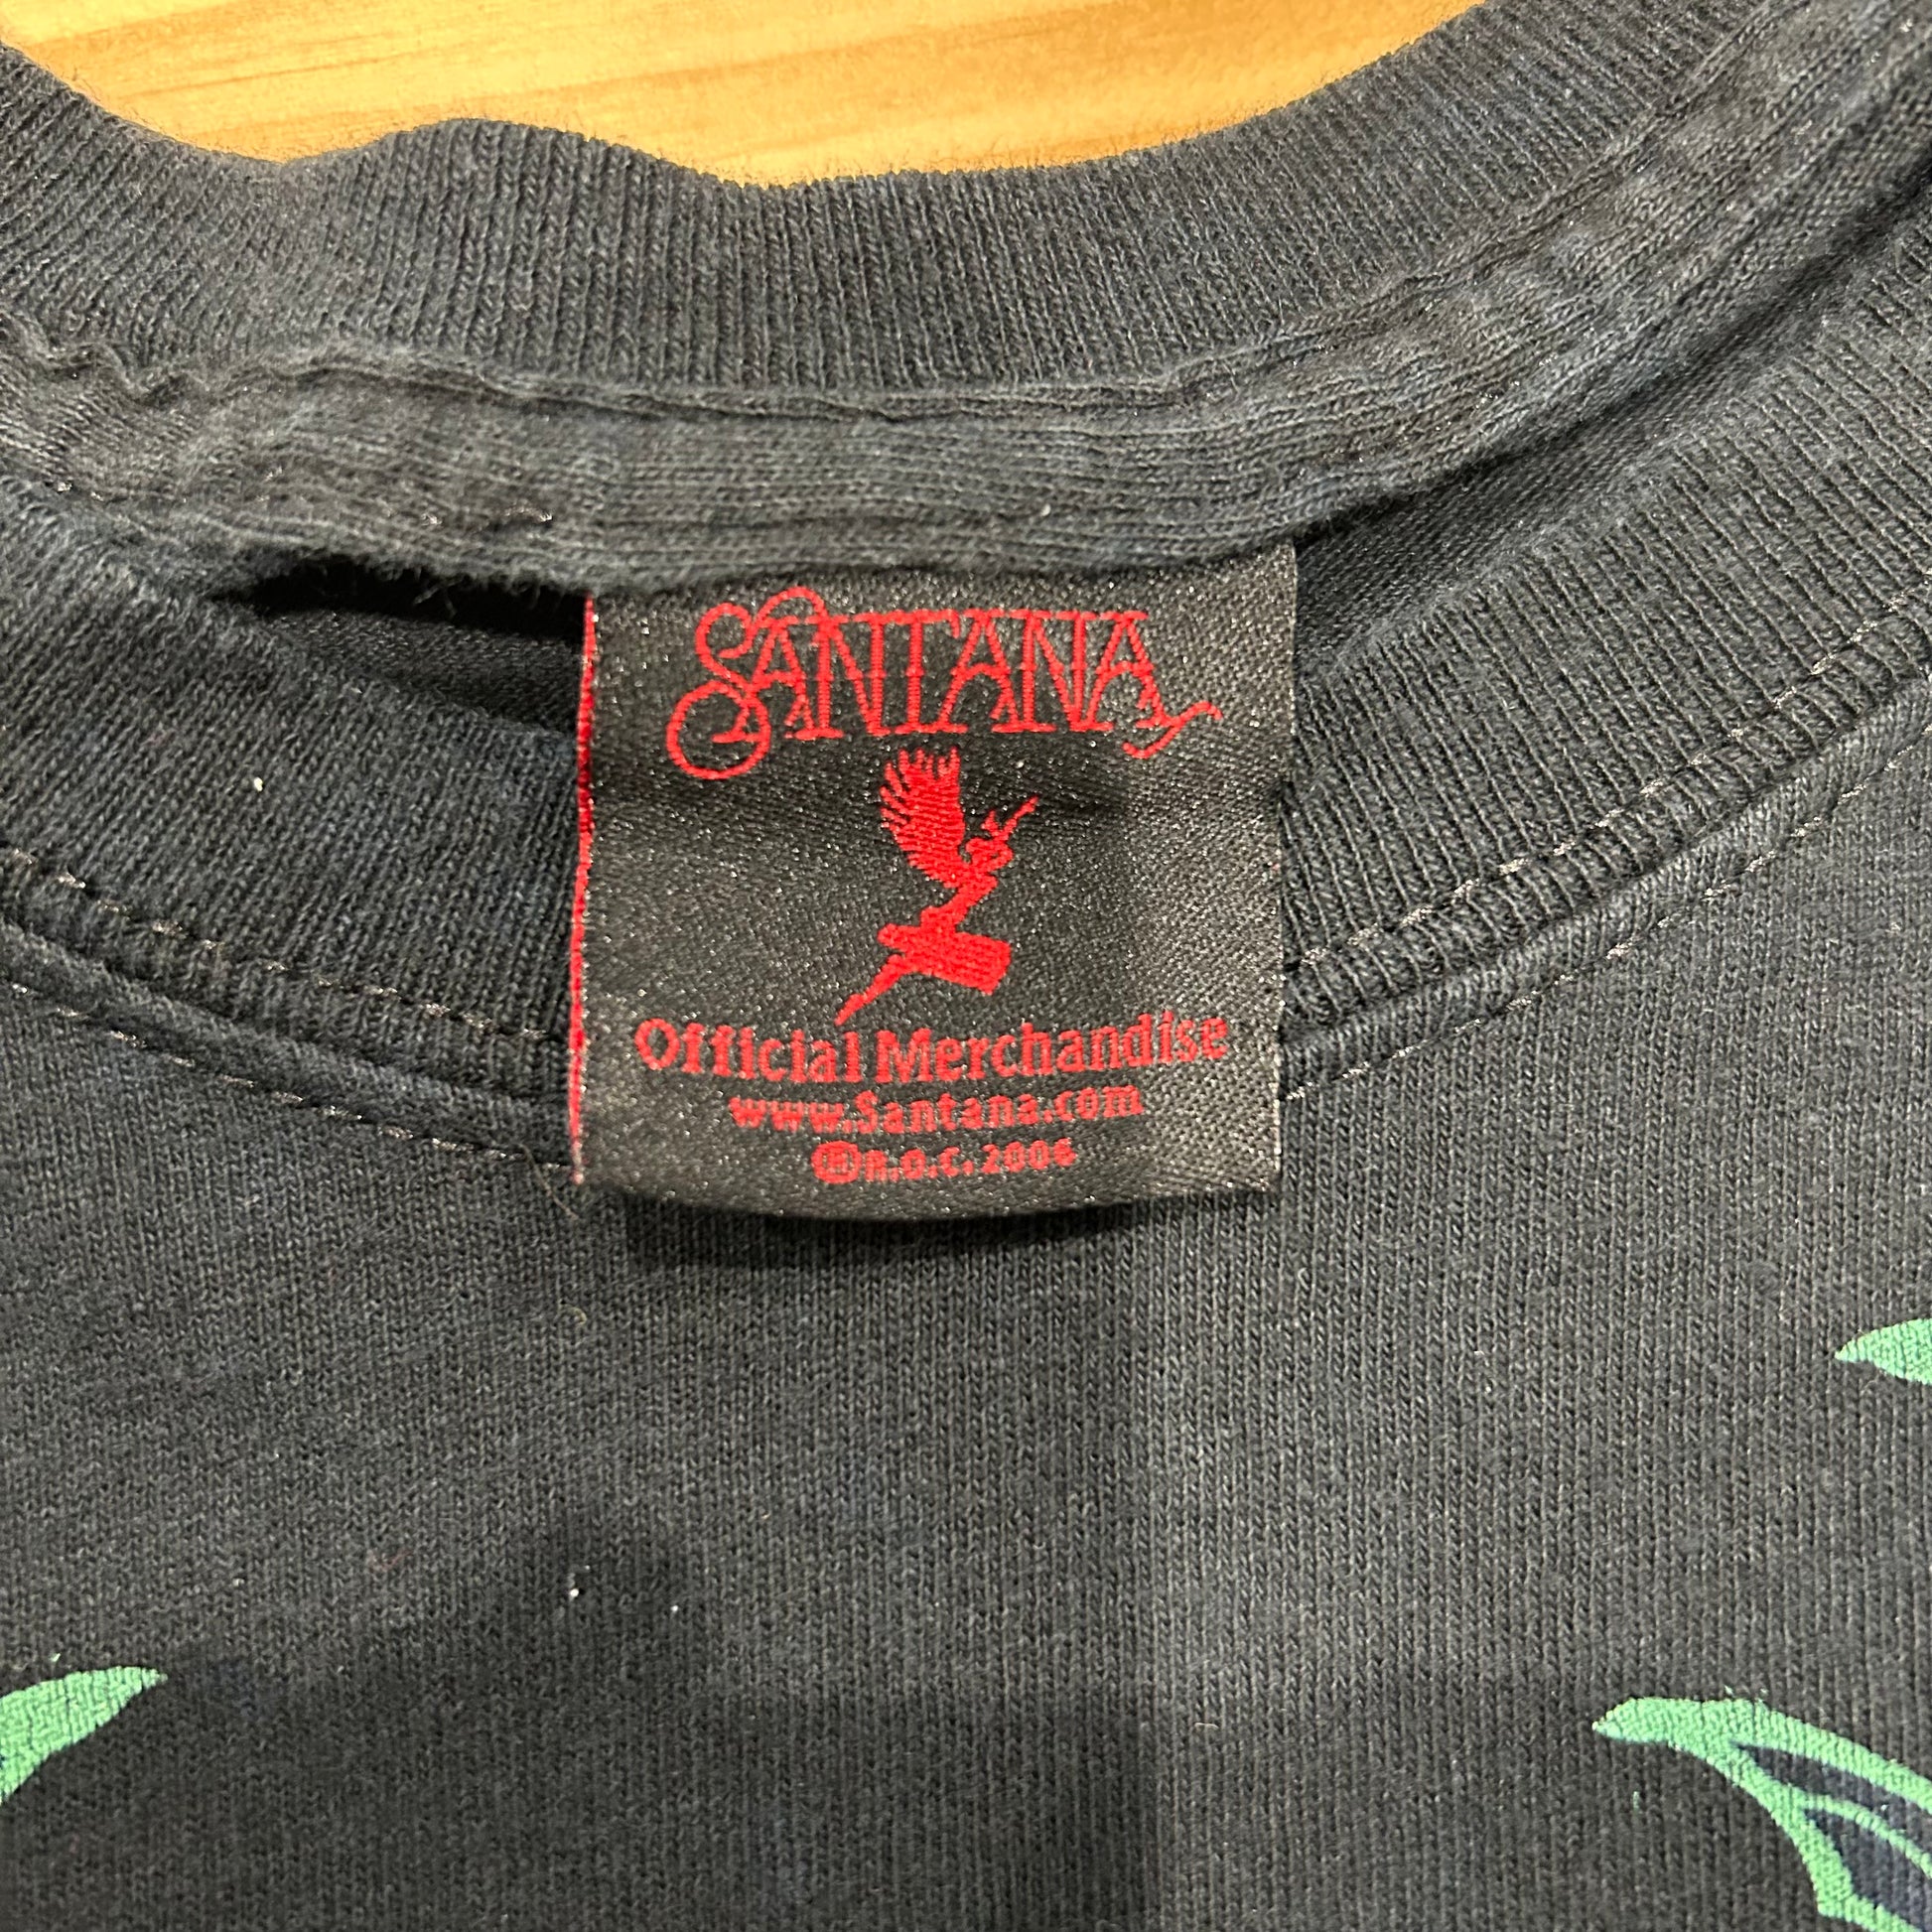 SANTANA
Official Merchandise
www.Santana.com
R.O.C. 2006